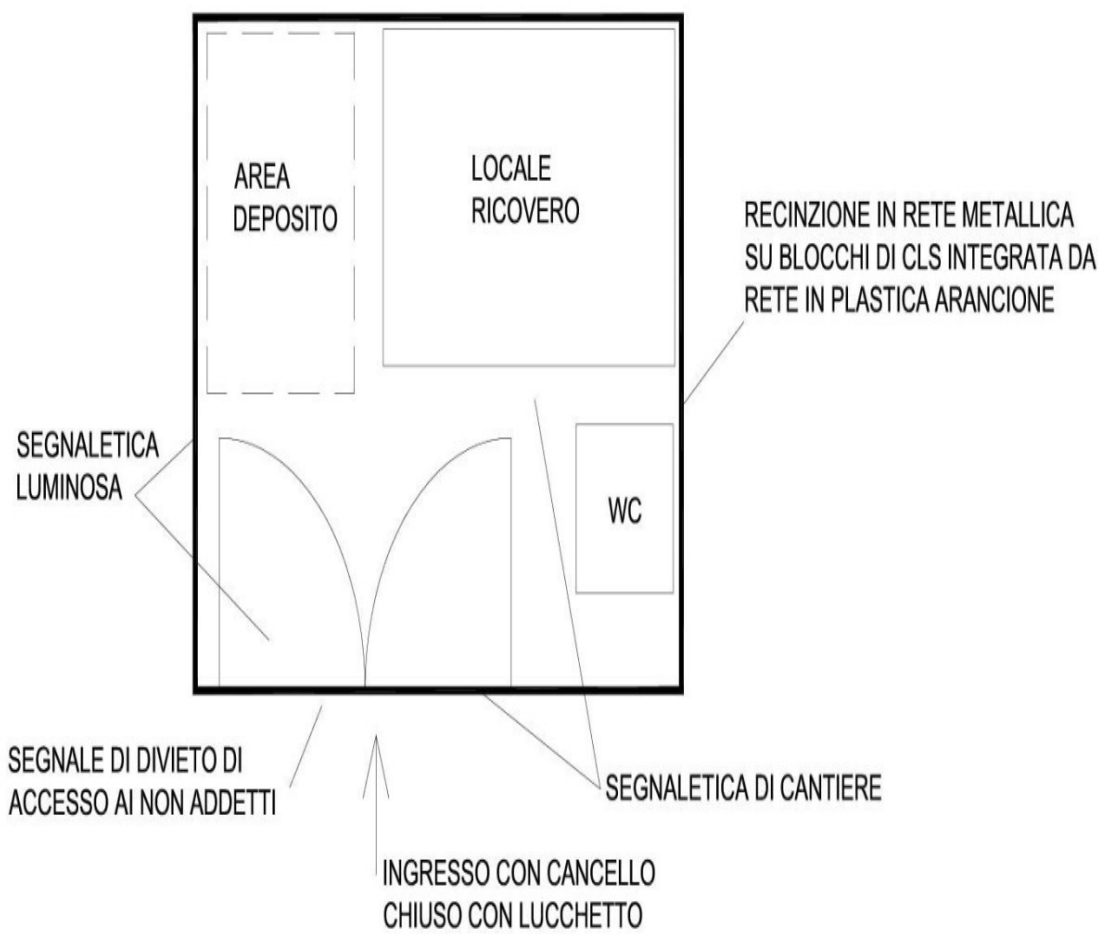 AREA
DEPOSITO
LOCALE
RICOVERO
RECINZIONE IN RETE METALLICA
SU BLOCCHI DI CLS INTEGRATA DA
RETE IN PLASTICA ARANCIONE
SEGNALETICA
LUMINOSA
WC
SEGNALE DI DIVIETO DI
ACCESSO AI NON ADDETTI
SEGNALETICA DI CANTIERE
INGRESSO CON CANCELLO
CHIUSO CON LUCCHETTO